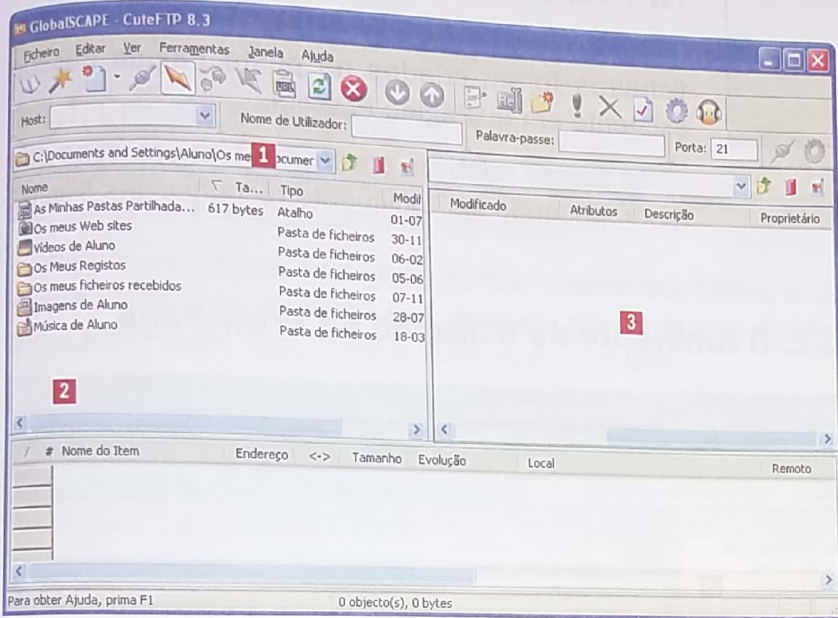 GlobalSCAPE - CuteFTP 8.3
Ficheiro Editar Ver Ferramentas Janela Ajuda
URL
Host: Nome de Utilizador: Palavra-passe: Porta: 21
C:\Documents and Settings\Aluno\Os me 1 ocumer
Nome Ta... Tipo Modif
As Minhas Pastas Partilhada... 617 bytes Atalho 01-07
Os meus Web sites Pasta de ficheiros 30-11
Vídeos de Aluno Pasta de ficheiros 06-02
Os Meus Registos Pasta de ficheiros 05-06
Os meus ficheiros recebidos Pasta de ficheiros 07-11
Imagens de Aluno Pasta de ficheiros 28-07
Música de Aluno Pasta de ficheiros 18-03
2
Modificado Atributos Descrição Proprietário
3
/ # Nome do Item Endereço <-> Tamanho Evolução Local Remoto
Para obter Ajuda, prima F1 0 objecto(s), 0 bytes